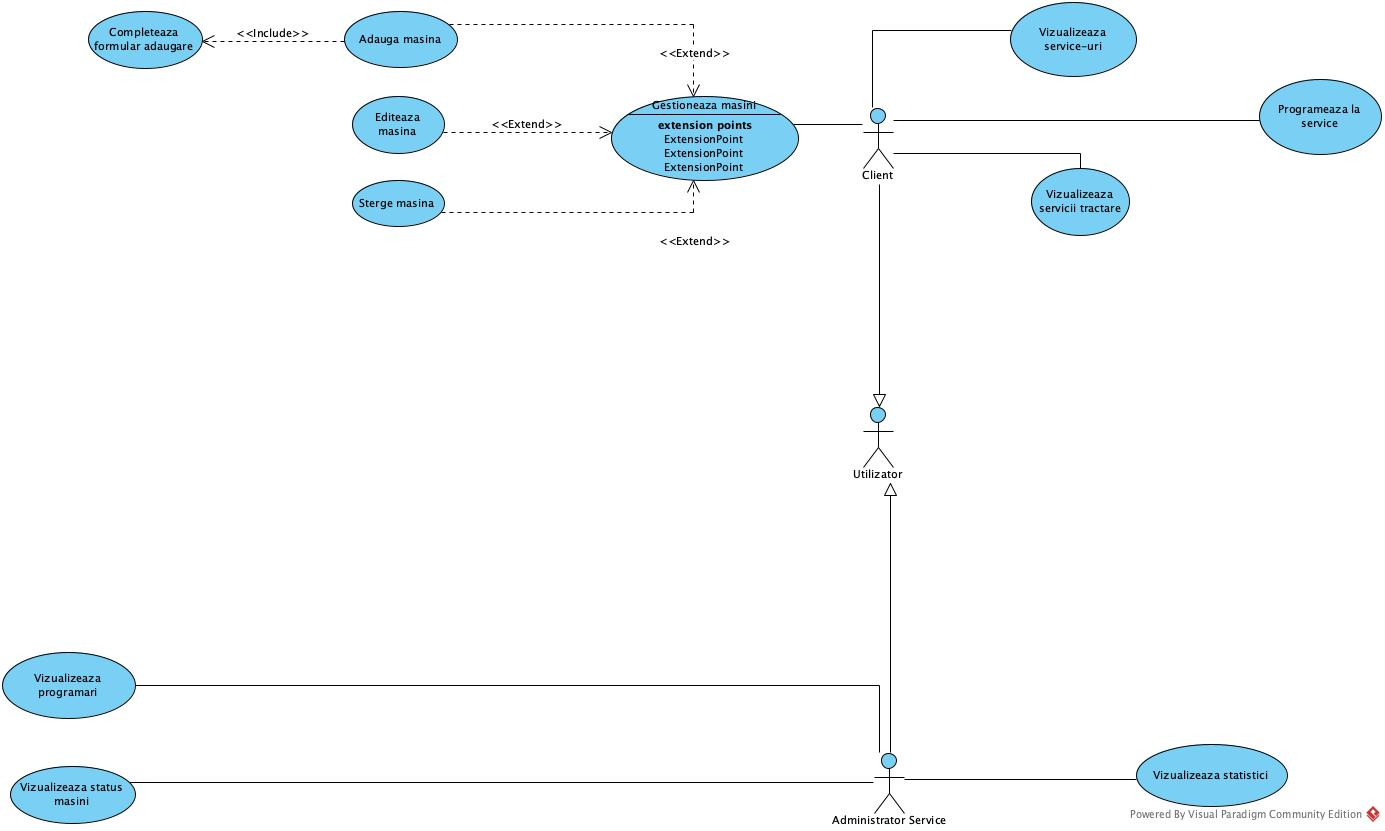 Completeaza
formular adaugare
<<Include>>
Adauga masina
<<Extend>>
Vizualizeaza
service-uri
Editeaza
masina
<<Extend>>
Gestioneaza masini
extension points
ExtensionPoint
ExtensionPoint
ExtensionPoint
Programeaza la
service
Client
Sterge masina
<<Extend>>
Vizualizeaza
servicii tractare
Utilizator
Vizualizeaza
programari
Vizualizeaza status
masini
Administrator Service
Vizualizeaza statistici
Powered By Visual Paradigm Community Edition